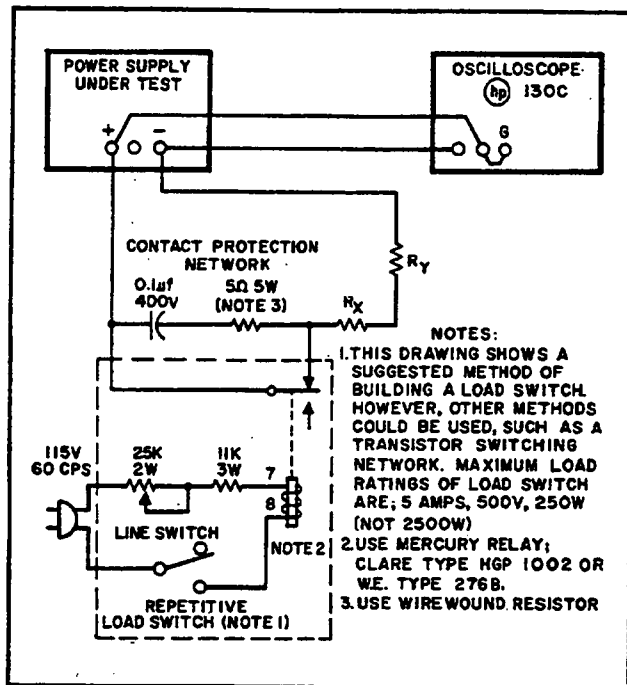 POWER SUPPLY
UNDER TEST
+
-
OSCILLOSCOPE
hp 130C
G
CONTACT PROTECTION
NETWORK
0.1µf
400V
5Ω 5W
(NOTE 3)
RX
RY
115V
60 CPS
25K
2W
11K
3W
7
8
LINE SWITCH
NOTE 2
REPETITIVE
LOAD SWITCH (NOTE 1)
NOTES:
1. THIS DRAWING SHOWS A
SUGGESTED METHOD OF
BUILDING A LOAD SWITCH.
HOWEVER, OTHER METHODS
COULD BE USED, SUCH AS A
TRANSISTOR SWITCHING
NETWORK. MAXIMUM LOAD
RATINGS OF LOAD SWITCH
ARE; 5 AMPS, 500V, 250W
(NOT 2500W)
2. USE MERCURY RELAY;
CLARE TYPE HGP 1002 OR
W.E. TYPE 276B.
3. USE WIREWOUND RESISTOR